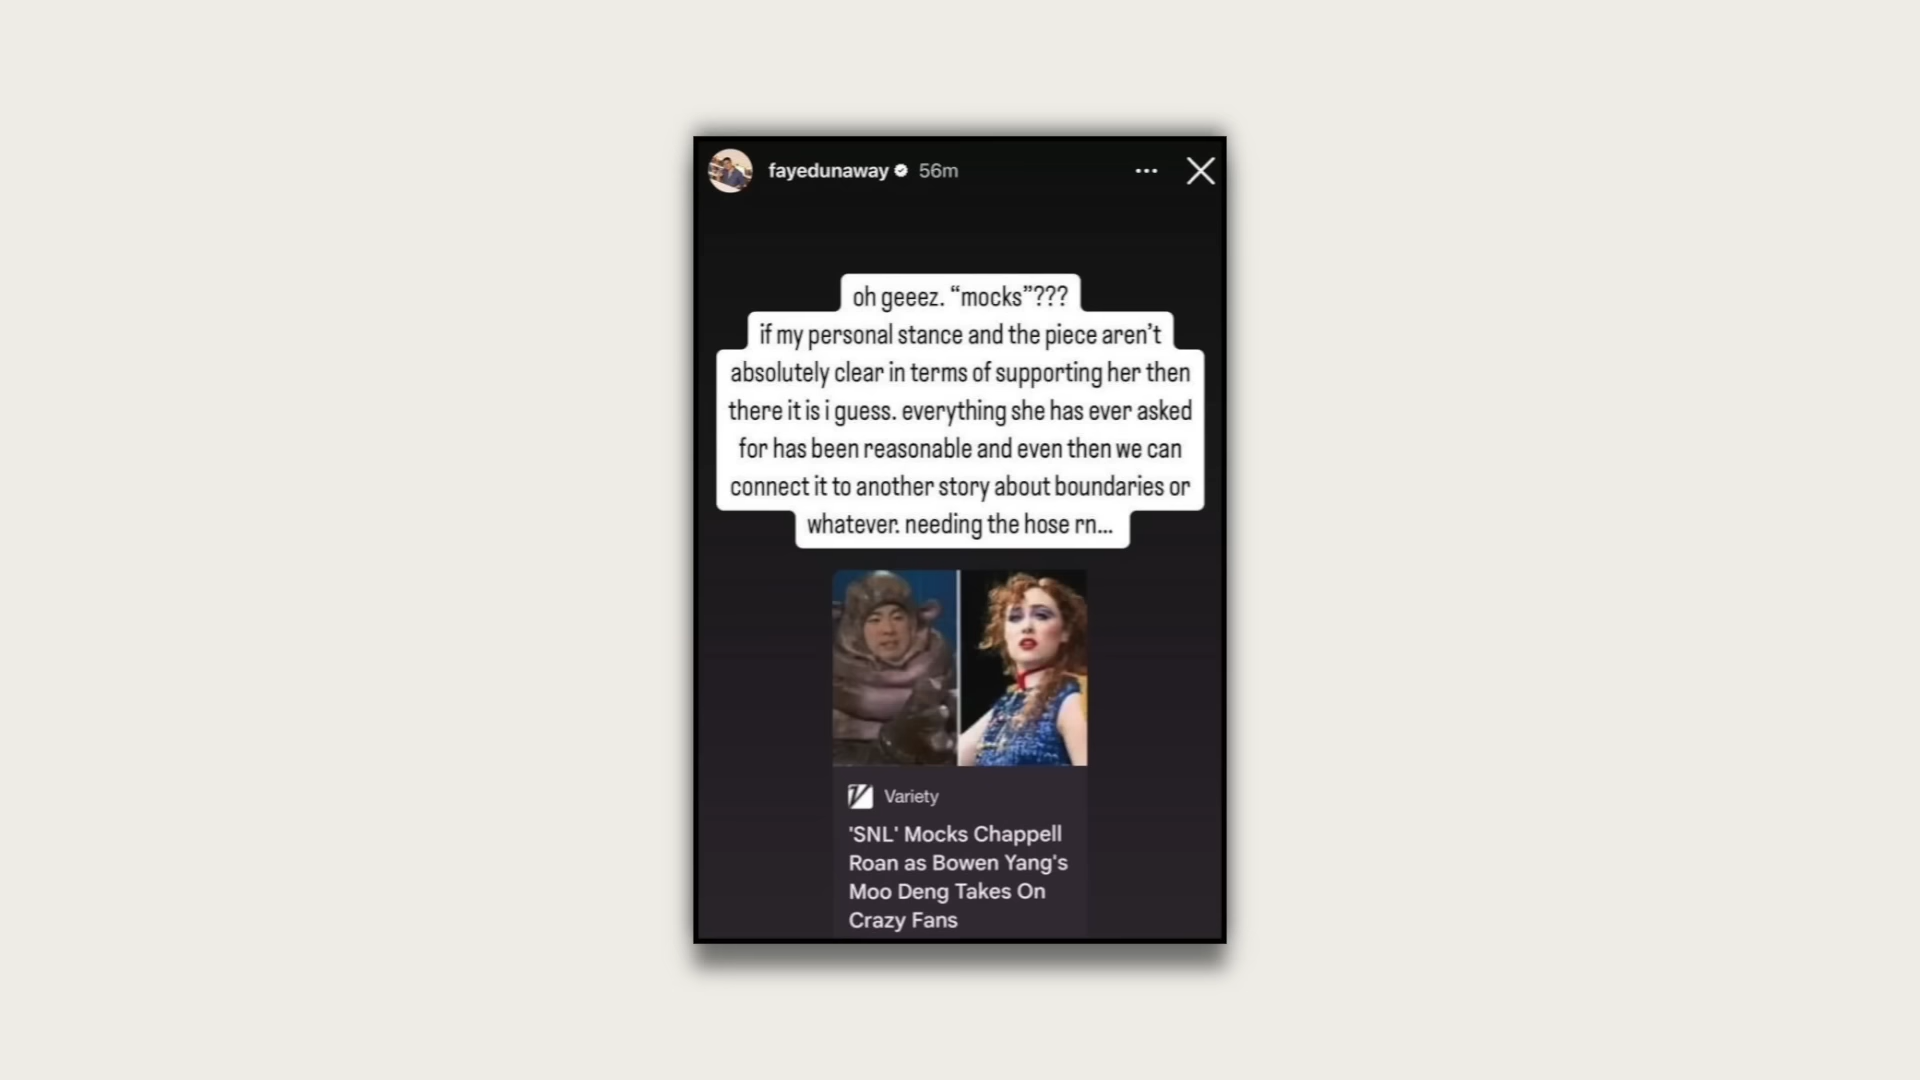 fayedunaway 56m
oh geeez. “mocks”???
if my personal stance and the piece aren’t
absolutely clear in terms of supporting her then
there it is i guess. everything she has ever asked
for has been reasonable and even then we can
connect it to another story about boundaries or
whatever. needing the hose rn...
Variety
'SNL' Mocks Chappell
Roan as Bowen Yang's
Moo Deng Takes On
Crazy Fans